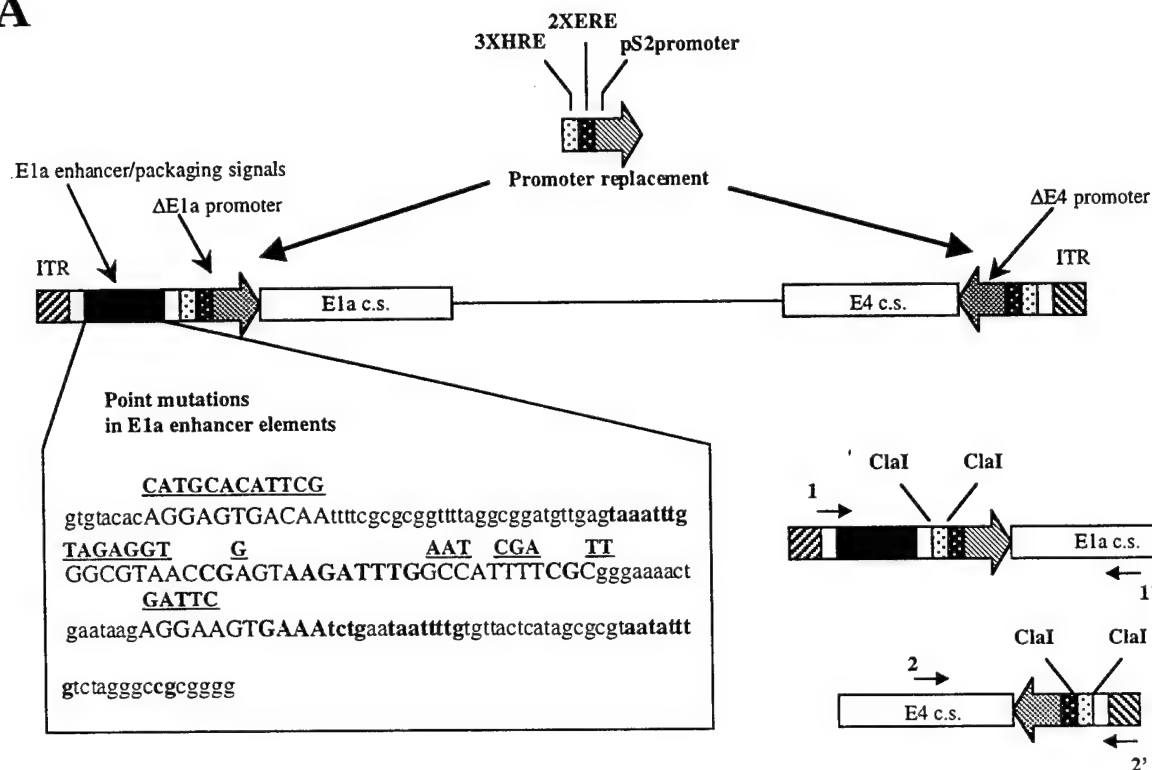 A
2XERE
3XHRE
pS2promoter
E1a enhancer/packaging signals
Promoter replacement
ΔE1a promoter
ΔE4 promoter
ITR
ITR
E1a c.s.
E4 c.s.
Point mutations
in E1a enhancer elements
CATGCACATTCG
gtgtacacAGGAGTGACAAttttcgcgcggttttaggcggatgttgagtaaatttg
TAGAGGT G AAT CGA TT
GGCGTAACCGAGTAAGATTTGGCCATTTTCGCgggaaaact
GATTC
gaataagAGGAAGTGAAAtctgaataattttgtgttactcatagcgcgtaatattt
gtctagggccgcgggg
ClaI ClaI
1
E1a c.s.
1'
ClaI ClaI
2
E4 c.s.
2'